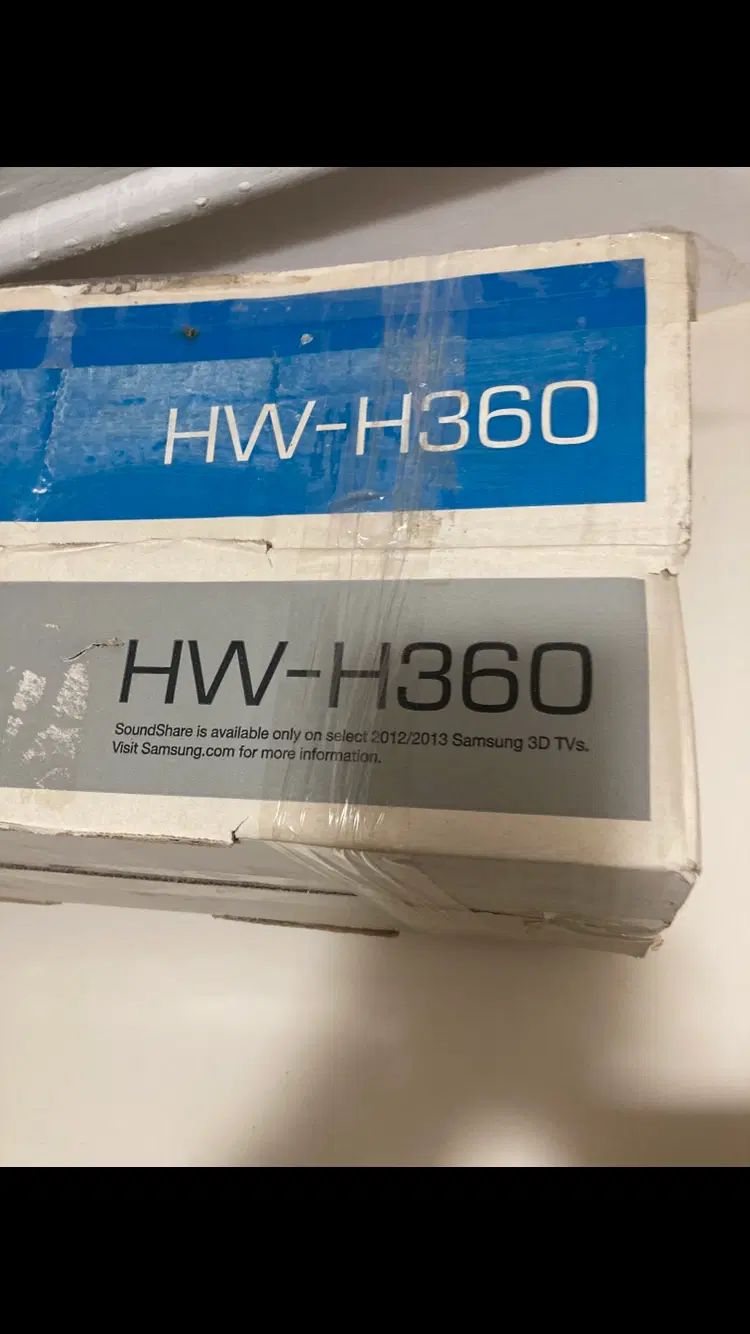 HW-H360
HW-H360
SoundShare is available only on select 2012/2013 Samsung 3D TVs.
Visit Samsung.com for more information.